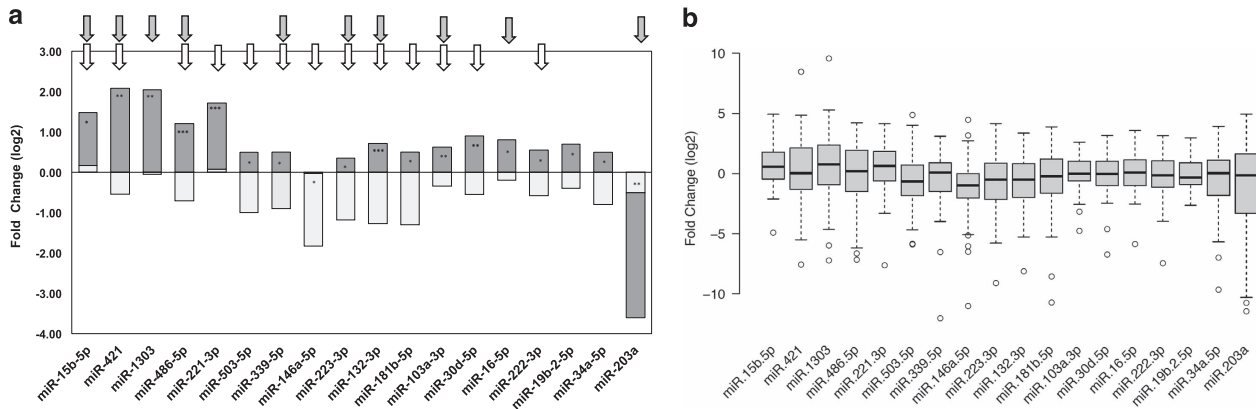 a
3.00
2.00
1.00
0.00
-1.00
-2.00
-3.00
-4.00
Fold Change (log2)
*
**
**
***
***
*
*
*
*
***
*
**
**
*
*
*
*
**
miR-15b-5p
miR-421
miR-1303
miR-486-5p
miR-221-3p
miR-503-5p
miR-339-5p
miR-146a-5p
miR-223-3p
miR-132-3p
miR-181b-5p
miR-103a-3p
miR-30d-5p
miR-16-5p
miR-222-3p
miR-19b-2-5p
miR-34a-5p
miR-203a
b
10
5
0
−5
−10
Fold Change (log2)
miR.15b.5p
miR.421
miR.1303
miR.486.5p
miR.221.3p
miR.503.5p
miR.339.5p
miR.146a.5p
miR.223.3p
miR.132.3p
miR.181b.5p
miR.103a.3p
miR.30d.5p
miR.16.5p
miR.222.3p
miR.19b.2.5p
miR.34a.5p
miR.203a